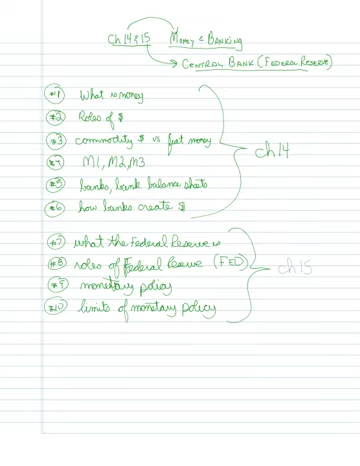 Ch 14 & 15 Money & Banking
→ Central Bank (Federal Reserve)
#1 What is money
#2 Roles of $
#3 commodity $ vs fiat money
#4 M1, M2, M3
#5 banks, bank balance sheets
#6 how banks create $
ch 14
#7 what the Federal Reserve is
#8 roles of Federal Reserve (FED)
#9 monetary policy
#10 limits of monetary policy
ch 15